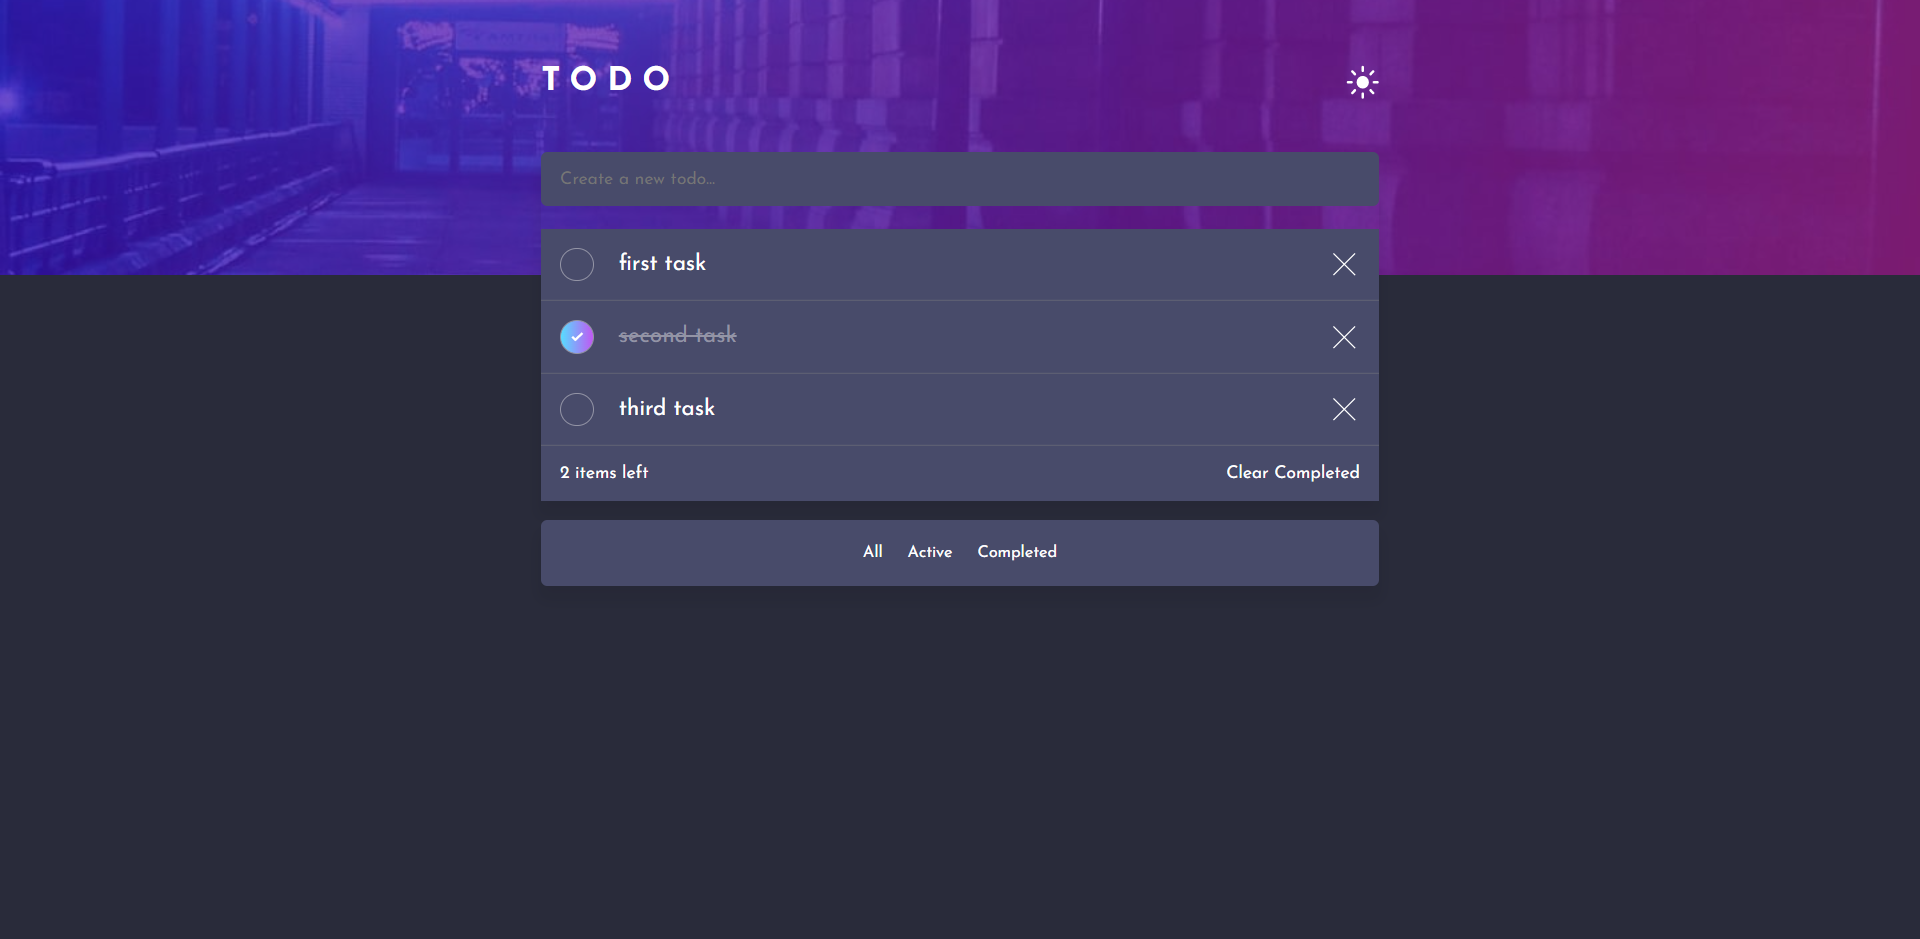 TODO
Create a new todo...
first task
second task
third task
2 items left
Clear Completed
All Active Completed